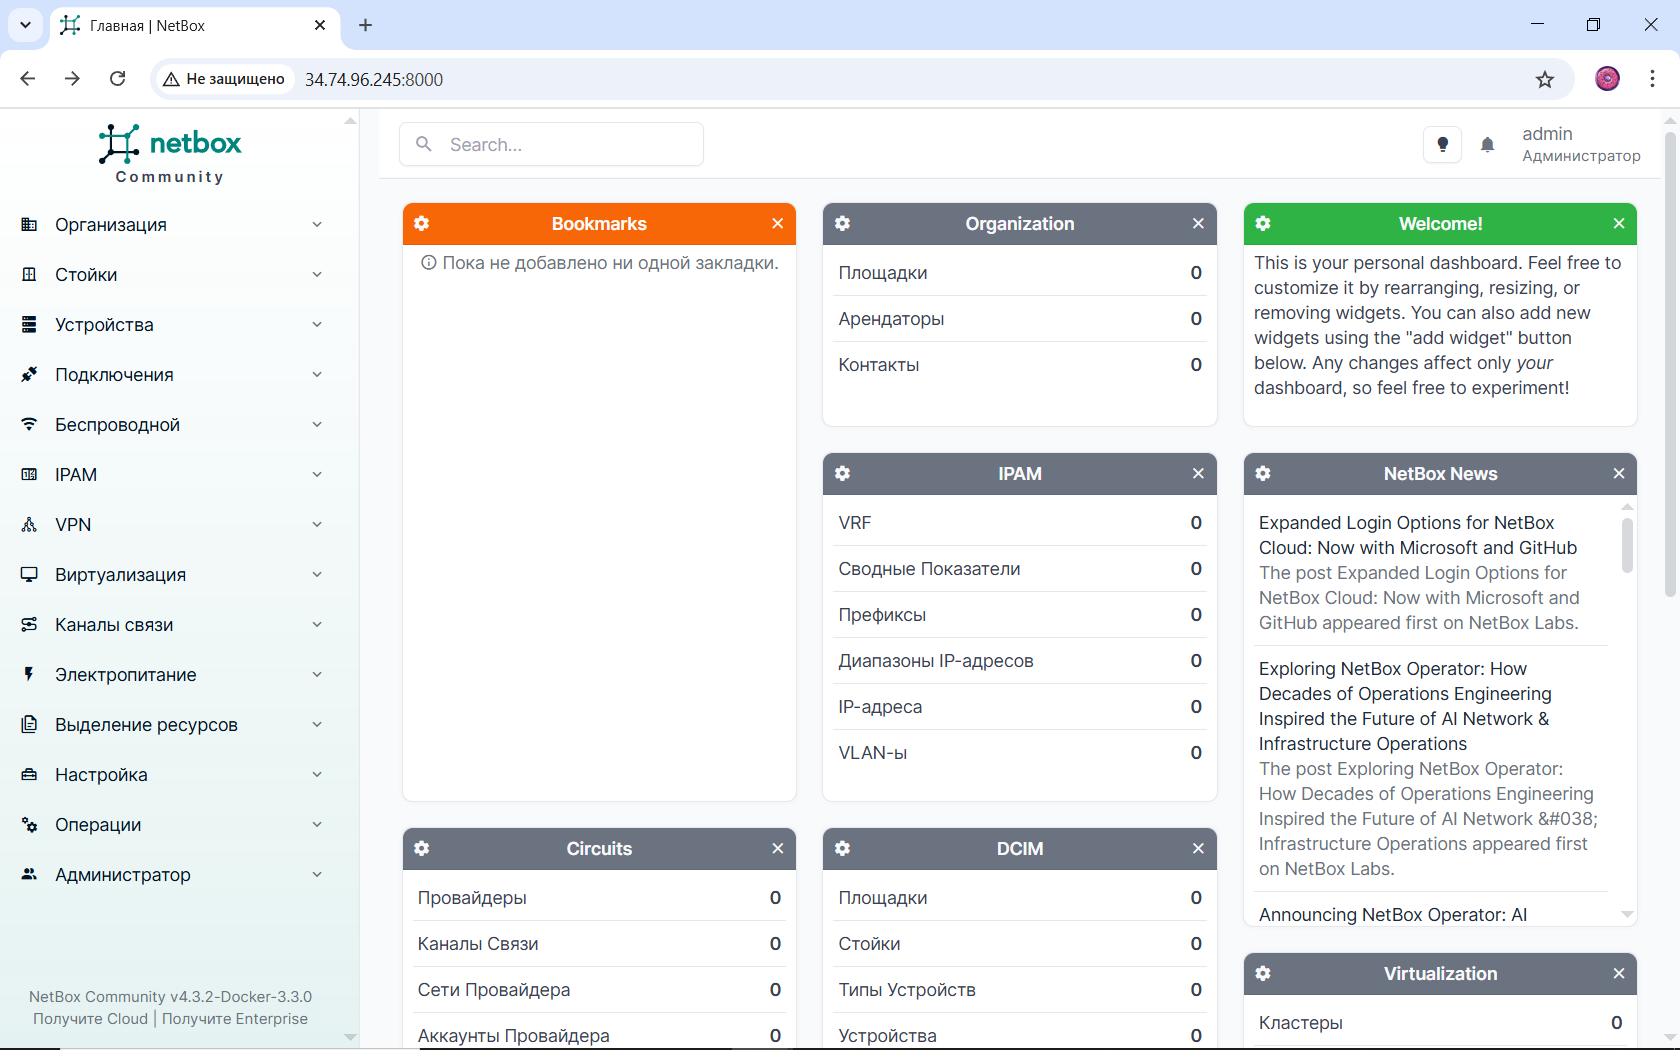 Главная | NetBox
Не защищено
34.74.96.245:8000
netbox
Community
Search...
admin
Администратор
Организация
Стойки
Устройства
Подключения
Беспроводной
IPAM
VPN
Виртуализация
Каналы связи
Электропитание
Выделение ресурсов
Настройка
Операции
Администратор
NetBox Community v4.3.2-Docker-3.3.0
Получите Cloud | Получите Enterprise
Bookmarks
Пока не добавлено ни одной закладки.
Organization
Площадки 0
Арендаторы 0
Контакты 0
Welcome!
This is your personal dashboard. Feel free to
customize it by rearranging, resizing, or
removing widgets. You can also add new
widgets using the "add widget" button
below. Any changes affect only your
dashboard, so feel free to experiment!
IPAM
VRF 0
Сводные Показатели 0
Префиксы 0
Диапазоны IP-адресов 0
IP-адреса 0
VLAN-ы 0
NetBox News
Expanded Login Options for NetBox
Cloud: Now with Microsoft and GitHub
The post Expanded Login Options for
NetBox Cloud: Now with Microsoft and
GitHub appeared first on NetBox Labs.
Exploring NetBox Operator: How
Decades of Operations Engineering
Inspired the Future of AI Network &
Infrastructure Operations
The post Exploring NetBox Operator:
How Decades of Operations Engineering
Inspired the Future of AI Network &#038;
Infrastructure Operations appeared first
on NetBox Labs.
Announcing NetBox Operator: AI
Circuits
Провайдеры 0
Каналы Связи 0
Сети Провайдера 0
Аккаунты Провайдера 0
DCIM
Площадки 0
Стойки 0
Типы Устройств 0
Устройства 0
Virtualization
Кластеры 0